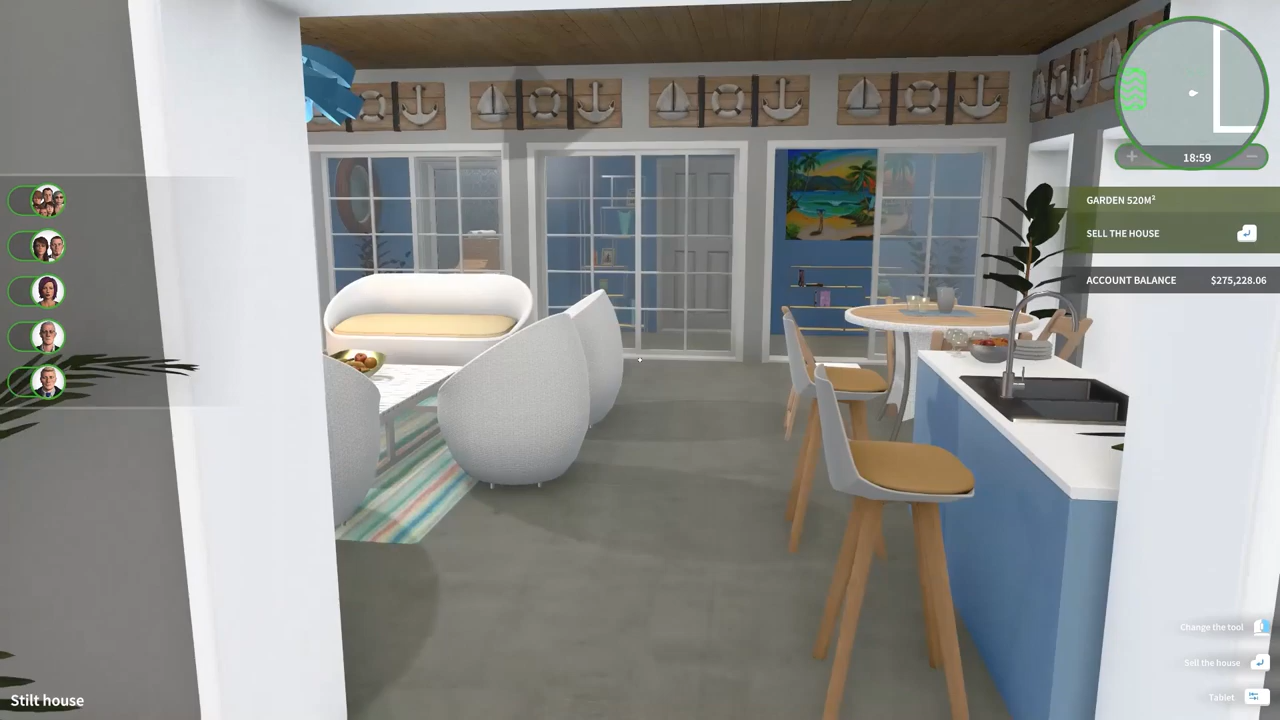 18:59
GARDEN 520M²
SELL THE HOUSE
ACCOUNT BALANCE $275,228.06
Change the tool
Sell the house
Tablet
Stilt house